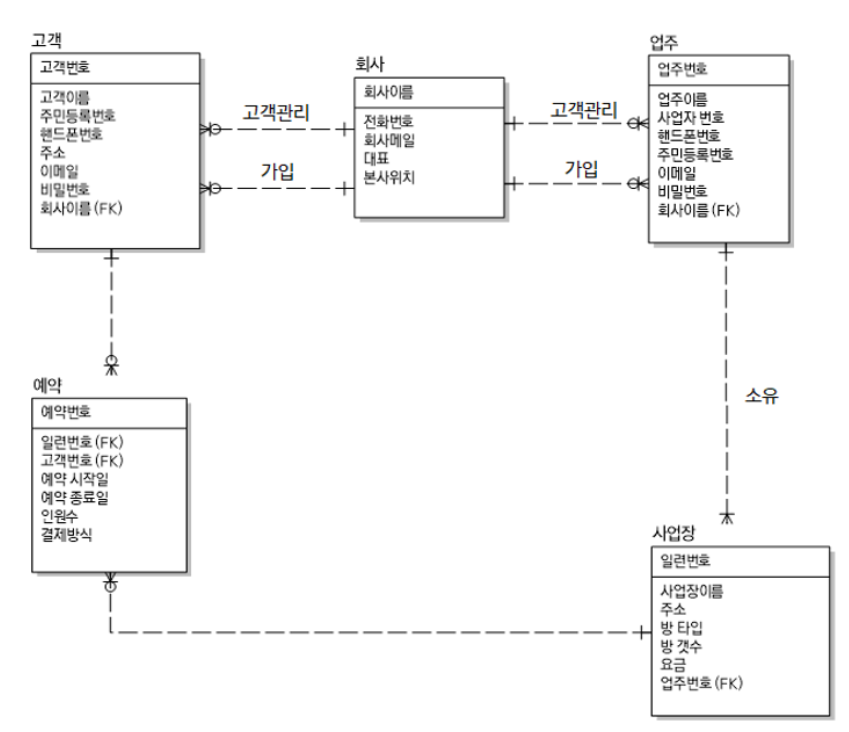 고객
고객번호
고객이름
주민등록번호
핸드폰번호
주소
이메일
비밀번호
회사이름 (FK)
고객관리
가입
회사
회사이름
전화번호
회사메일
대표
본사위치
고객관리
가입
업주
업주번호
업주이름
사업자 번호
핸드폰번호
주민등록번호
이메일
비밀번호
회사이름 (FK)
예약
예약번호
일련번호 (FK)
고객번호 (FK)
예약 시작일
예약 종료일
인원수
결제방식
소유
사업장
일련번호
사업장이름
주소
방 타입
방 갯수
요금
업주번호 (FK)